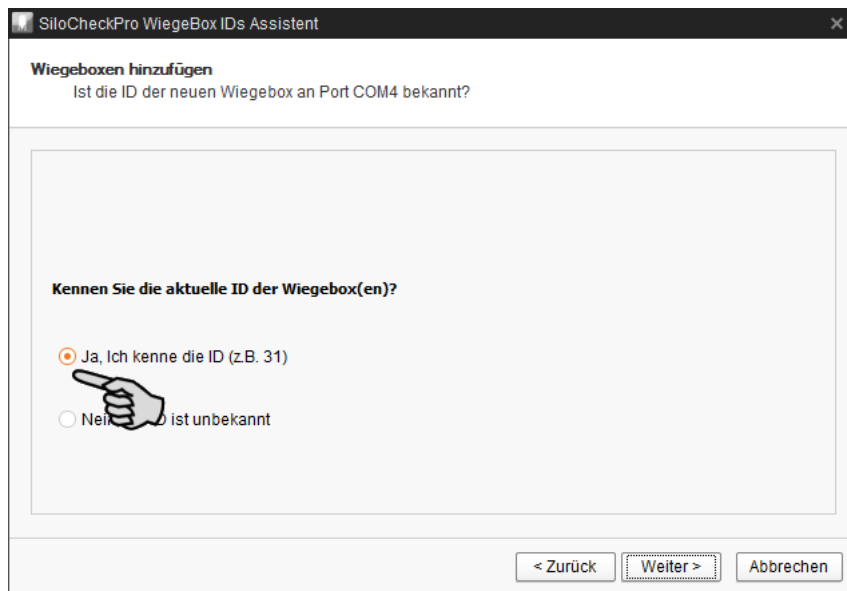 SiloCheckPro WiegeBox IDs Assistent
Wiegeboxen hinzufügen
Ist die ID der neuen Wiegebox an Port COM4 bekannt?
Kennen Sie die aktuelle ID der Wiegebox(en)?
Ja, Ich kenne die ID (z.B. 31)
ist unbekannt
< Zurück
Weiter >
Abbrechen